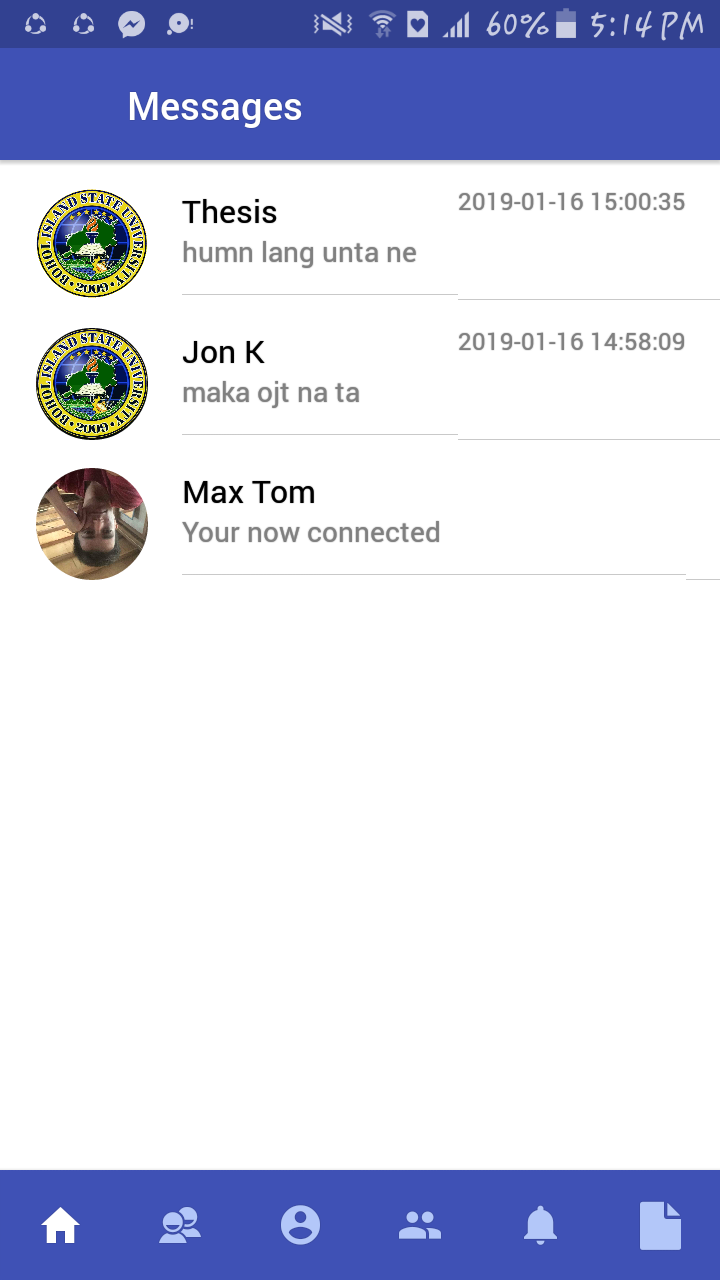 60% 5:14 PM
Messages
BOHOL ISLAND STATE UNIVERSITY
2009
Thesis
2019-01-16 15:00:35
humn lang unta ne
BOHOL ISLAND STATE UNIVERSITY
2009
Jon K
2019-01-16 14:58:09
maka ojt na ta
Max Tom
Your now connected